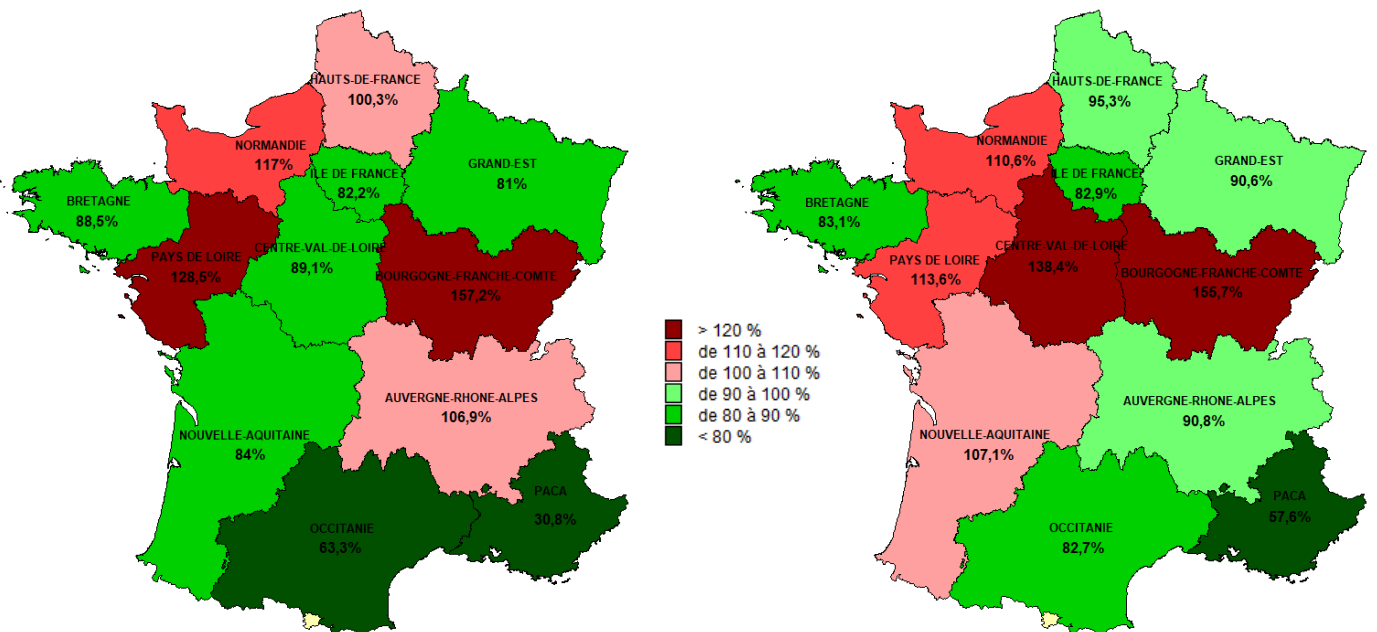 HAUTS-DE-FRANCE
100,3%
NORMANDIE
117%
ILE DE FRANCE
82,2%
GRAND-EST
81%
BRETAGNE
88,5%
PAYS DE LOIRE
128,5%
CENTRE-VAL-DE-LOIRE
89,1%
BOURGOGNE-FRANCHE-COMTE
157,2%
AUVERGNE-RHONE-ALPES
106,9%
NOUVELLE-AQUITAINE
84%
PACA
30,8%
OCCITANIE
63,3%
> 120 %
de 110 à 120 %
de 100 à 110 %
de 90 à 100 %
de 80 à 90 %
< 80 %
HAUTS-DE-FRANCE
95,3%
NORMANDIE
110,6%
ILE DE FRANCE
82,9%
GRAND-EST
90,6%
BRETAGNE
83,1%
PAYS DE LOIRE
113,6%
CENTRE-VAL-DE-LOIRE
138,4%
BOURGOGNE-FRANCHE-COMTE
155,7%
AUVERGNE-RHONE-ALPES
90,8%
NOUVELLE-AQUITAINE
107,1%
PACA
57,6%
OCCITANIE
82,7%